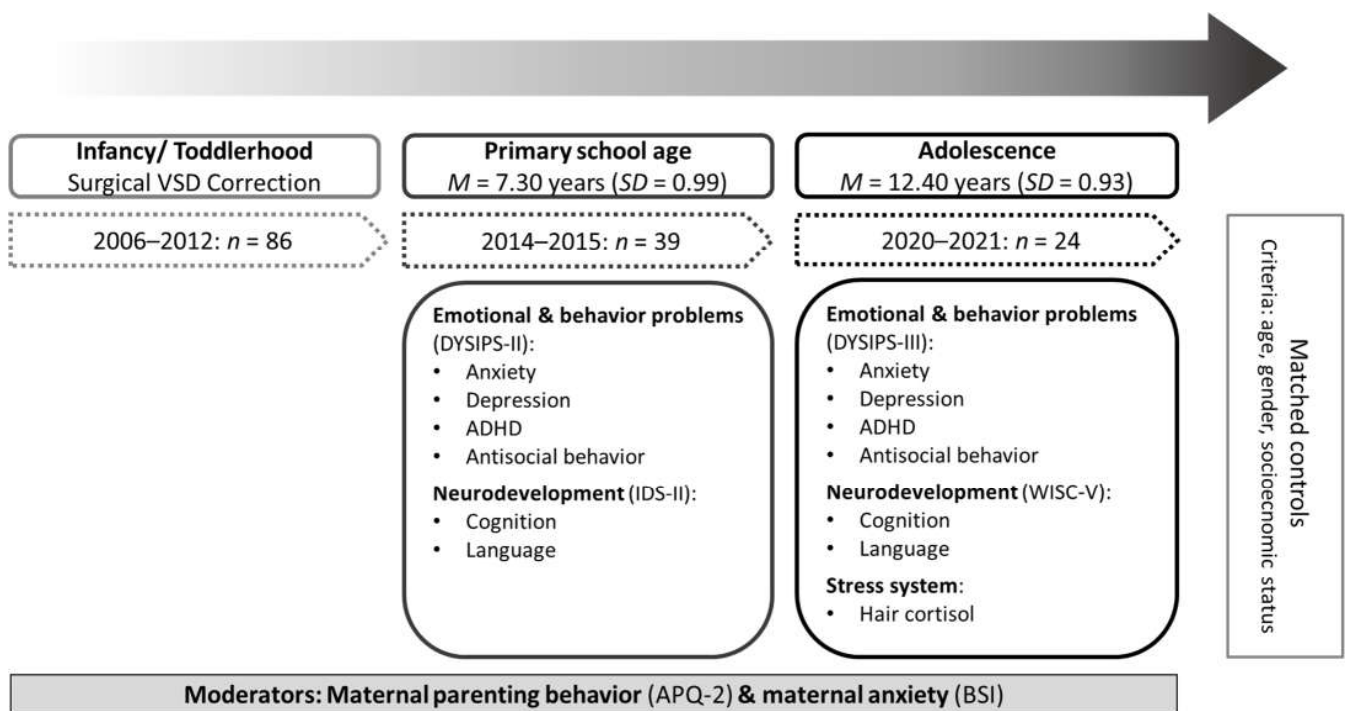 Infancy/ Toddlerhood
Surgical VSD Correction
2006–2012: n = 86
Primary school age
M = 7.30 years (SD = 0.99)
2014–2015: n = 39
Emotional & behavior problems
(DYSIPS-II):
• Anxiety
• Depression
• ADHD
• Antisocial behavior
Neurodevelopment (IDS-II):
• Cognition
• Language
Adolescence
M = 12.40 years (SD = 0.93)
2020–2021: n = 24
Emotional & behavior problems
(DYSIPS-III):
• Anxiety
• Depression
• ADHD
• Antisocial behavior
Neurodevelopment (WISC-V):
• Cognition
• Language
Stress system:
• Hair cortisol
Matched controls
Criteria: age, gender, socioecnomic status
Moderators: Maternal parenting behavior (APQ-2) & maternal anxiety (BSI)